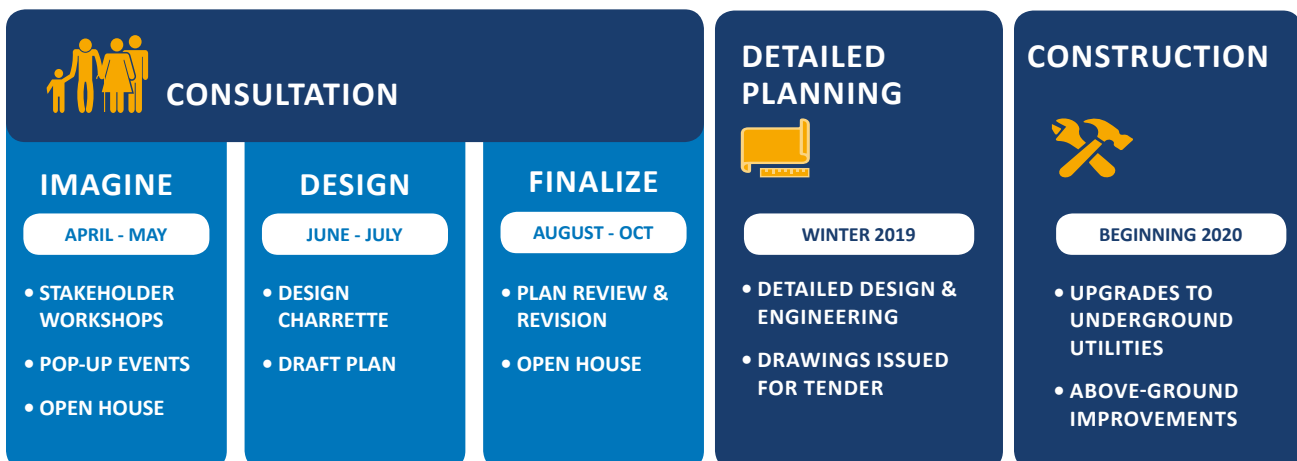 CONSULTATION
IMAGINE
APRIL - MAY
• STAKEHOLDER
WORKSHOPS
• POP-UP EVENTS
• OPEN HOUSE
DESIGN
JUNE - JULY
• DESIGN
CHARRETTE
• DRAFT PLAN
FINALIZE
AUGUST - OCT
• PLAN REVIEW &
REVISION
• OPEN HOUSE
DETAILED
PLANNING
WINTER 2019
• DETAILED DESIGN &
ENGINEERING
• DRAWINGS ISSUED
FOR TENDER
CONSTRUCTION
BEGINNING 2020
• UPGRADES TO
UNDERGROUND
UTILITIES
• ABOVE-GROUND
IMPROVEMENTS